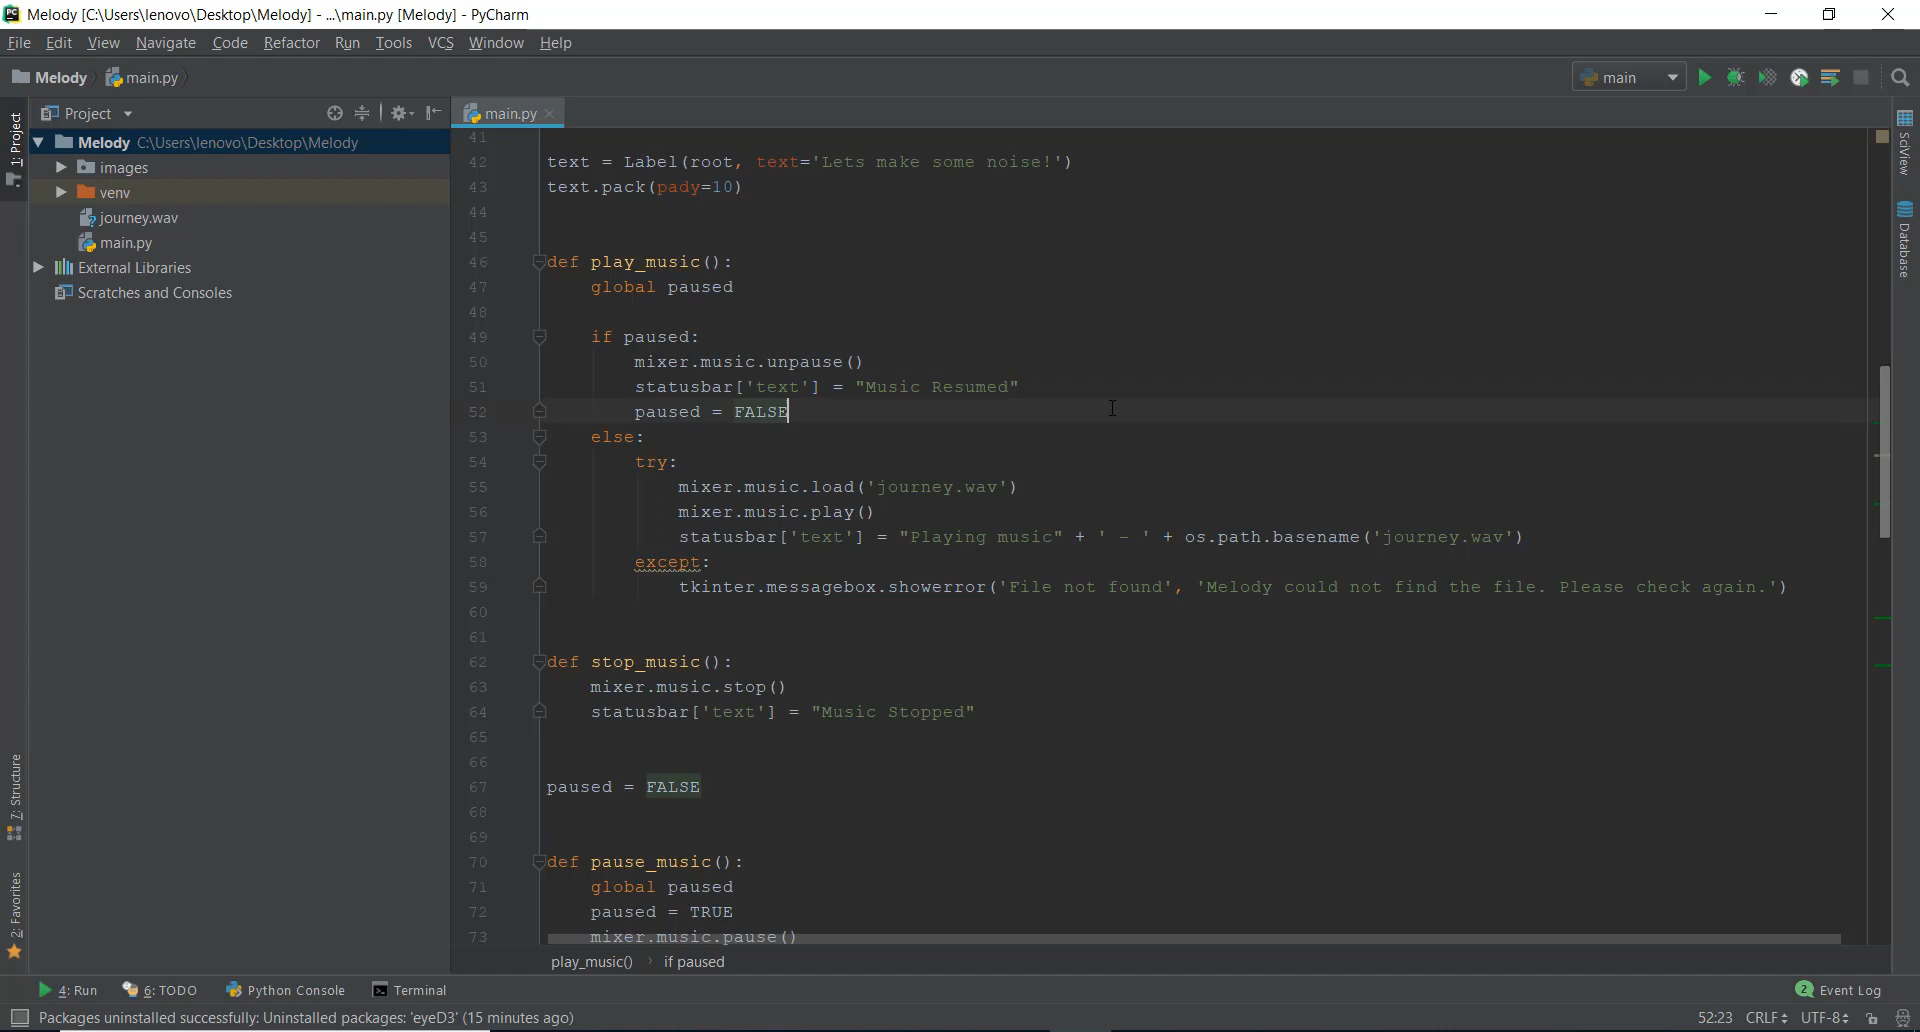 Melody [C:\Users\lenovo\Desktop\Melody] - ...\main.py [Melody] - PyCharm
File Edit View Navigate Code Refactor Run Tools VCS Window Help
Melody main.py main
Project main.py
1: Project
Melody C:\Users\lenovo\Desktop\Melody
images
venv
journey.wav
main.py
External Libraries
Scratches and Consoles
7: Structure
2: Favorites
41
42 text = Label(root, text='Lets make some noise!')
43 text.pack(pady=10)
44
45
46 def play_music():
47 global paused
48
49 if paused:
50 mixer.music.unpause()
51 statusbar['text'] = "Music Resumed"
52 paused = FALSE
53 else:
54 try:
55 mixer.music.load('journey.wav')
56 mixer.music.play()
57 statusbar['text'] = "Playing music" + ' - ' + os.path.basename('journey.wav')
58 except:
59 tkinter.messagebox.showerror('File not found', 'Melody could not find the file. Please check again.')
60
61
62 def stop_music():
63 mixer.music.stop()
64 statusbar['text'] = "Music Stopped"
65
66
67 paused = FALSE
68
69
70 def pause_music():
71 global paused
72 paused = TRUE
73 mixer.music.pause()
play_music() › if paused
SciView
Database
4: Run 6: TODO Python Console Terminal 2 Event Log
Packages uninstalled successfully: Uninstalled packages: 'eyeD3' (15 minutes ago) 52:23 CRLF UTF-8